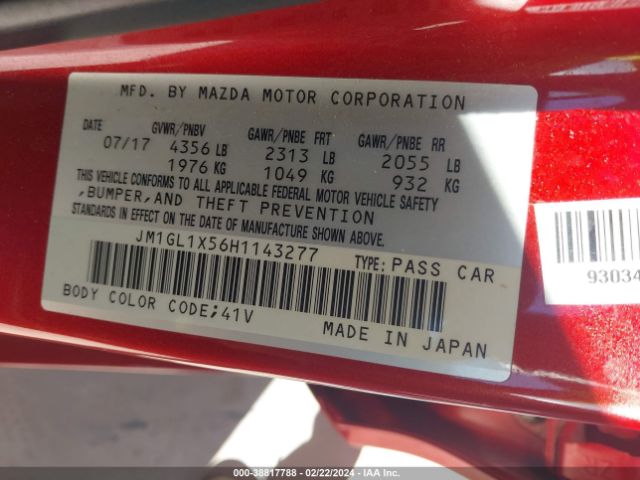 MFD. BY MAZDA MOTOR CORPORATION
DATE GVWR/PNBV GAWR/PNBE FRT GAWR/PNBE RR
07/17 4356 LB 2313 LB 2055 LB
1976 KG 1049 KG 932 KG
THIS VEHICLE CONFORMS TO ALL APPLICABLE FEDERAL MOTOR VEHICLE SAFETY
,BUMPER,AND THEFT PREVENTION
STANDARDS IN EFFECT ON THE DATE OF MANUFACTURE SHOWN ABOVE.
JM1GL1X56H1143277 TYPE: PASS CAR
BODY COLOR CODE;41V
MADE IN JAPAN
93034
000-38817788 - 02/22/2024 - IAAI.COM